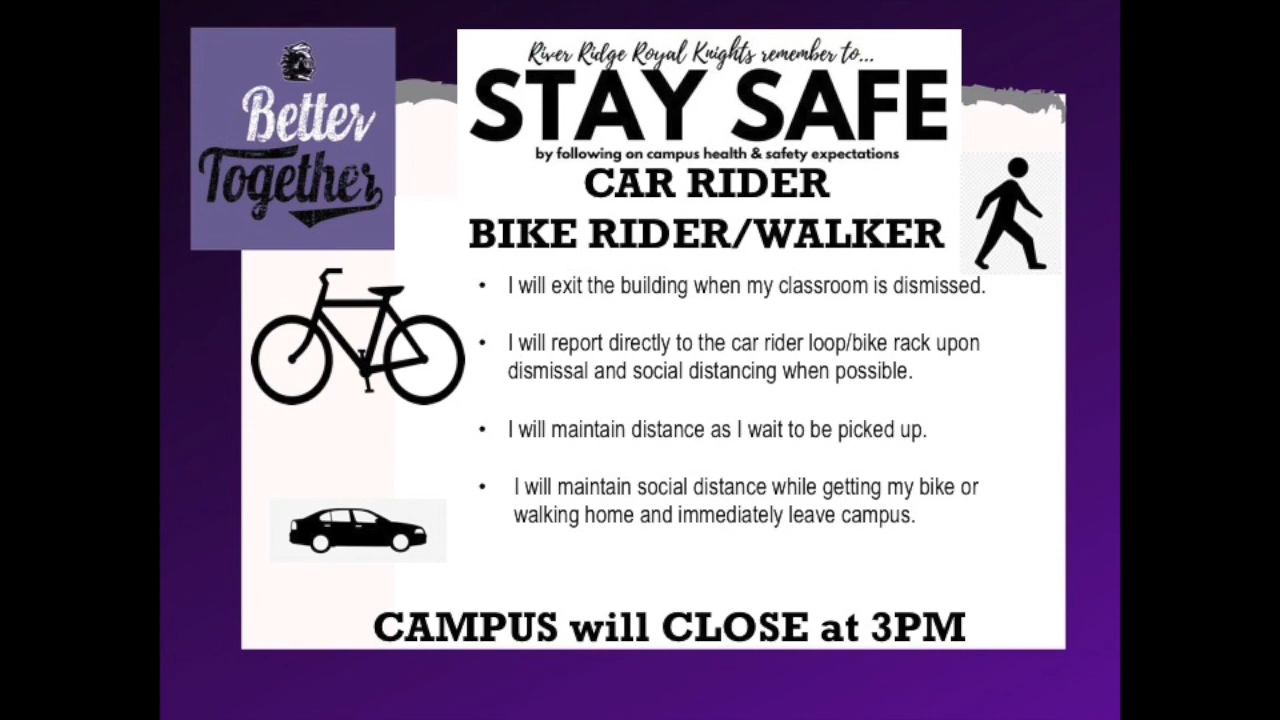 Better
Together
River Ridge Royal Knights remember to...
STAY SAFE
by following on campus health & safety expectations
CAR RIDER
BIKE RIDER/WALKER
• I will exit the building when my classroom is dismissed.
• I will report directly to the car rider loop/bike rack upon
dismissal and social distancing when possible.
• I will maintain distance as I wait to be picked up.
• I will maintain social distance while getting my bike or
walking home and immediately leave campus.
CAMPUS will CLOSE at 3PM